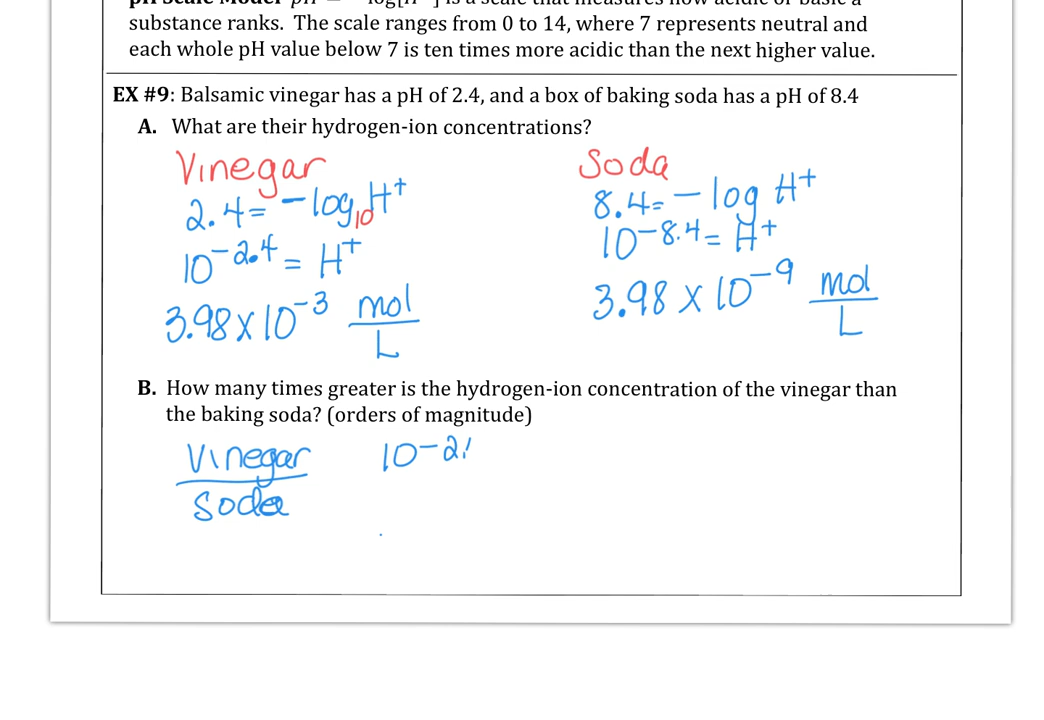 substance ranks. The scale ranges from 0 to 14, where 7 represents neutral and
each whole pH value below 7 is ten times more acidic than the next higher value.
EX #9: Balsamic vinegar has a pH of 2.4, and a box of baking soda has a pH of 8.4
A. What are their hydrogen-ion concentrations?
Vinegar
2.4 = -log₁₀H⁺
10^-2.4 = H⁺
3.98 x 10^-3 mol/L
Soda
8.4 = - log H⁺
10^-8.4 = H⁺
3.98 x 10^-9 mol/L
B. How many times greater is the hydrogen-ion concentration of the vinegar than
the baking soda? (orders of magnitude)
Vinegar
Soda
10^-2.